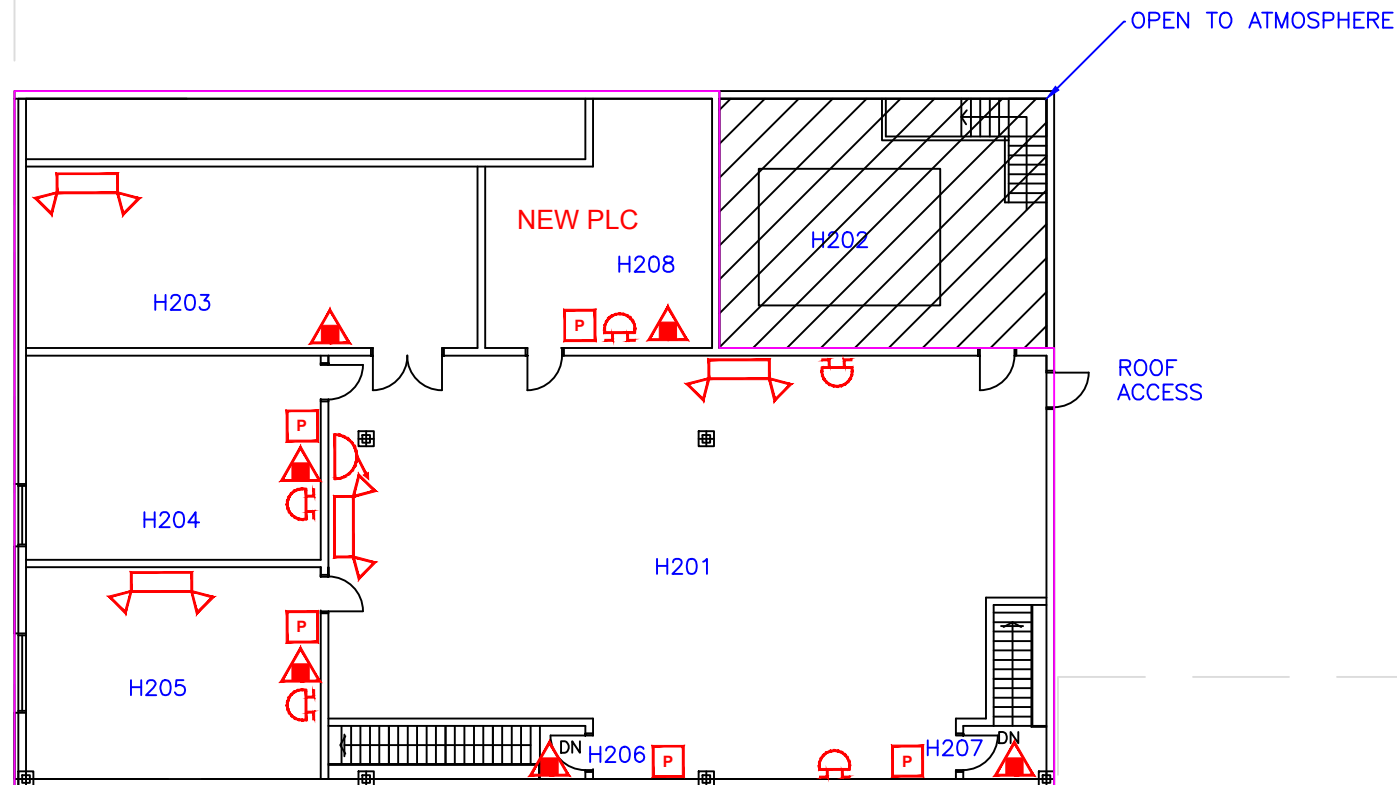 OPEN TO ATMOSPHERE
NEW PLC
H202
H208
H203
P
ROOF
ACCESS
P
H204
H201
P
H205
DN
H206
P
P
H207
DN